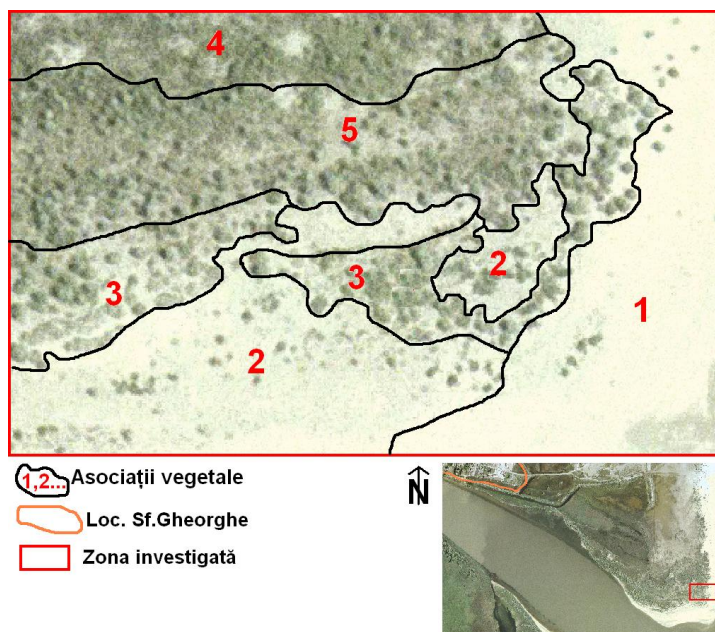 4
5
2
3
3
1
2
1,2... Asociații vegetale
Loc. Sf.Gheorghe
Zona investigată
N